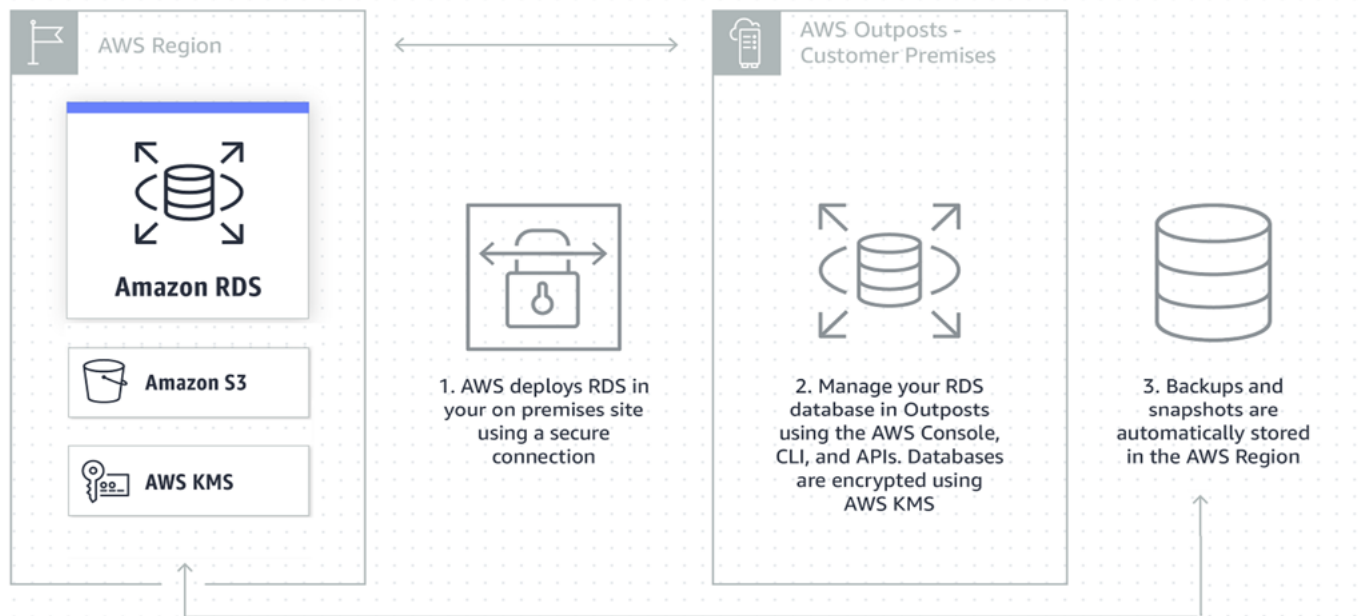 AWS Region
Amazon RDS
Amazon S3
AWS KMS
1. AWS deploys RDS in
your on premises site
using a secure
connection
AWS Outposts -
Customer Premises
2. Manage your RDS
database in Outposts
using the AWS Console,
CLI, and APIs. Databases
are encrypted using
AWS KMS
3. Backups and
snapshots are
automatically stored
in the AWS Region